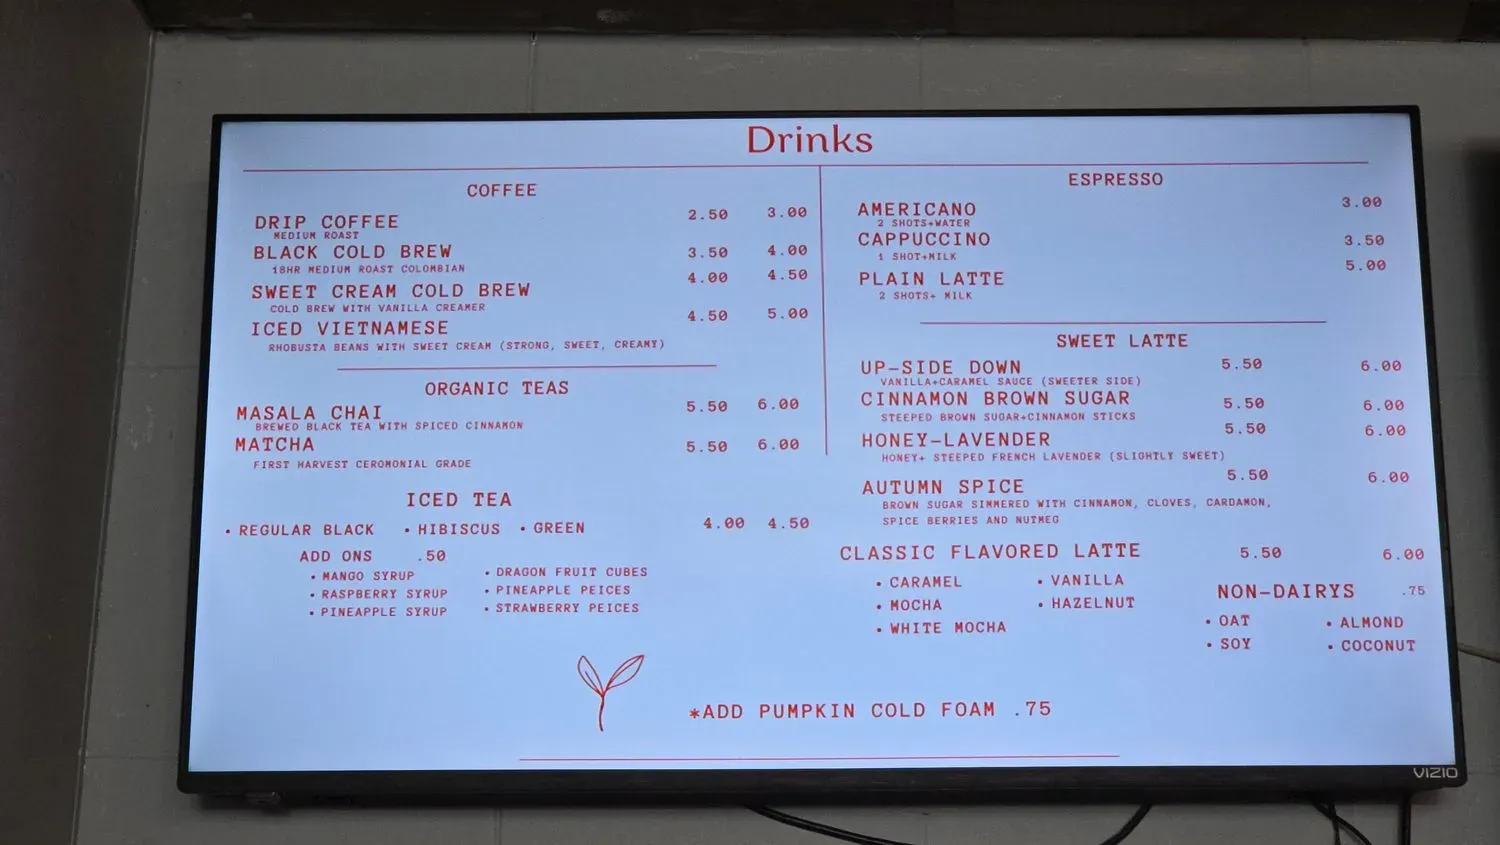 Drinks
COFFEE
DRIP COFFEE 2.50 3.00
MEDIUM ROAST
BLACK COLD BREW 3.50 4.00
18HR MEDIUM ROAST COLOMBIAN
SWEET CREAM COLD BREW 4.00 4.50
COLD BREW WITH VANILLA CREAMER
ICED VIETNAMESE 4.50 5.00
RHOBUSTA BEANS WITH SWEET CREAM (STRONG, SWEET, CREAMY)
ORGANIC TEAS
MASALA CHAI 5.50 6.00
BREWED BLACK TEA WITH SPICED CINNAMON
MATCHA 5.50 6.00
FIRST HARVEST CEROMONIAL GRADE
ICED TEA
• REGULAR BLACK • HIBISCUS • GREEN 4.00 4.50
ADD ONS .50
• MANGO SYRUP • DRAGON FRUIT CUBES
• RASPBERRY SYRUP • PINEAPPLE PEICES
• PINEAPPLE SYRUP • STRAWBERRY PEICES
ESPRESSO
AMERICANO 3.00
2 SHOTS+WATER
CAPPUCCINO 3.50
1 SHOT+MILK
PLAIN LATTE 5.00
2 SHOTS+ MILK
SWEET LATTE
UP-SIDE DOWN 5.50 6.00
VANILLA+CARAMEL SAUCE (SWEETER SIDE)
CINNAMON BROWN SUGAR 5.50 6.00
STEEPED BROWN SUGAR+CINNAMON STICKS
HONEY-LAVENDER 5.50 6.00
HONEY+ STEEPED FRENCH LAVENDER (SLIGHTLY SWEET)
AUTUMN SPICE 5.50 6.00
BROWN SUGAR SIMMERED WITH CINNAMON, CLOVES, CARDAMON,
SPICE BERRIES AND NUTMEG
CLASSIC FLAVORED LATTE 5.50 6.00
• CARAMEL • VANILLA
• MOCHA • HAZELNUT
• WHITE MOCHA
NON-DAIRYS .75
• OAT • ALMOND
• SOY • COCONUT
*ADD PUMPKIN COLD FOAM .75
VIZIO